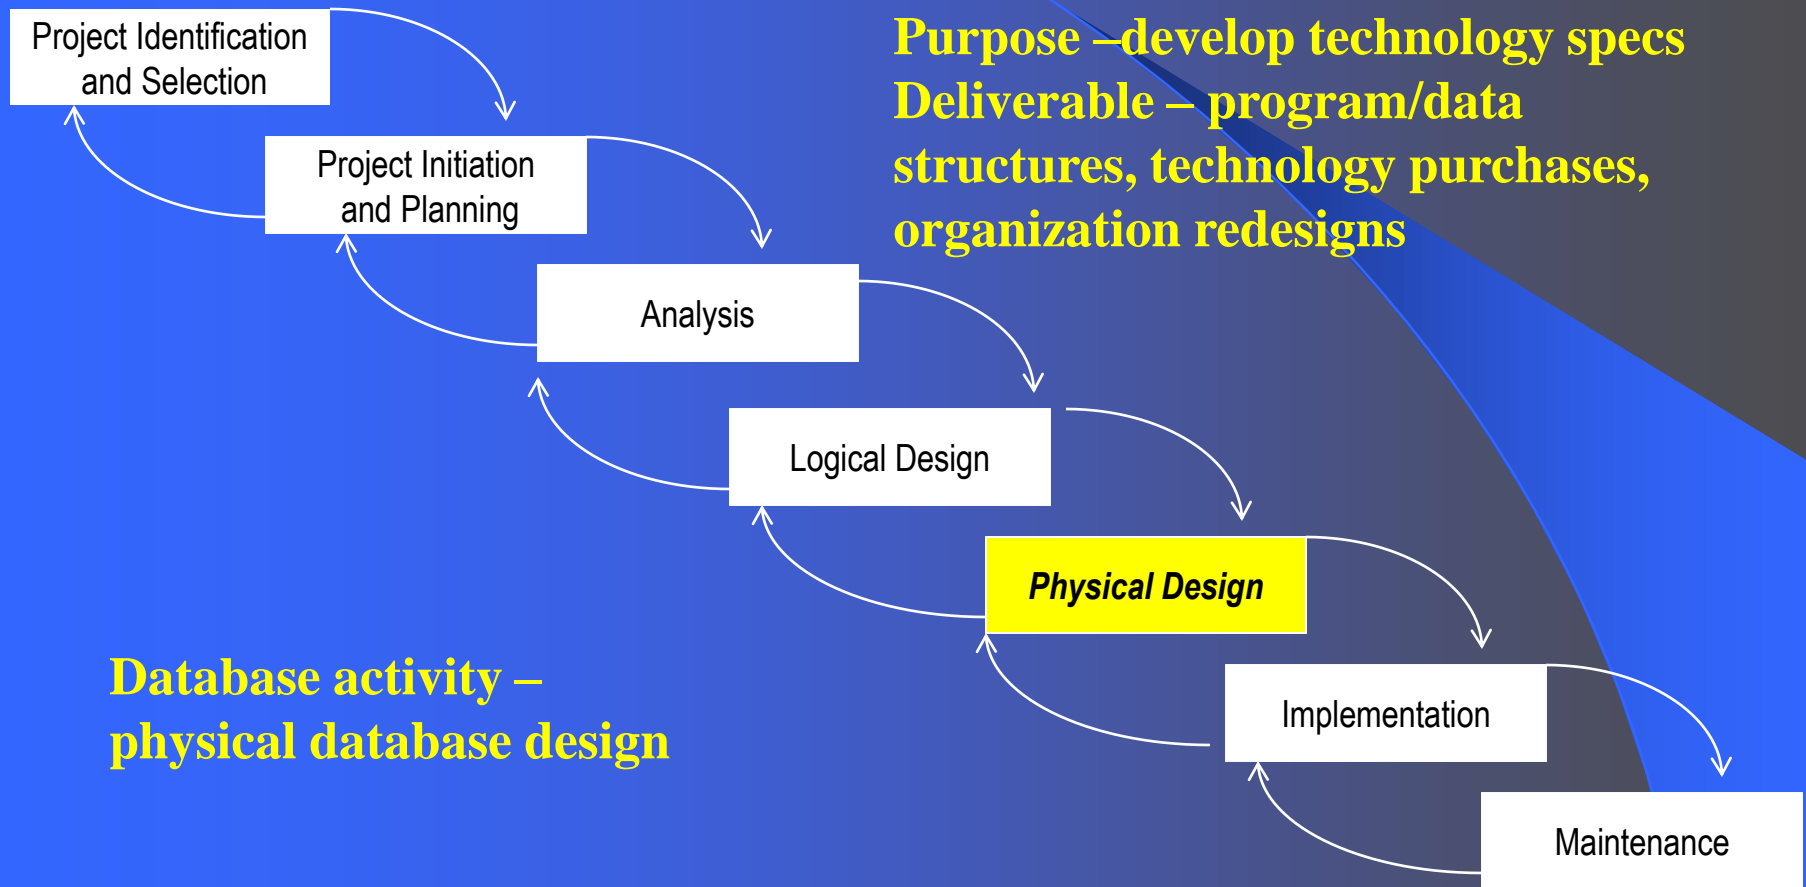 Project Identification
and Selection
Purpose –develop technology specs
Deliverable – program/data
structures, technology purchases,
organization redesigns
Project Initiation
and Planning
Analysis
Logical Design
Physical Design
Database activity –
physical database design
Implementation
Maintenance